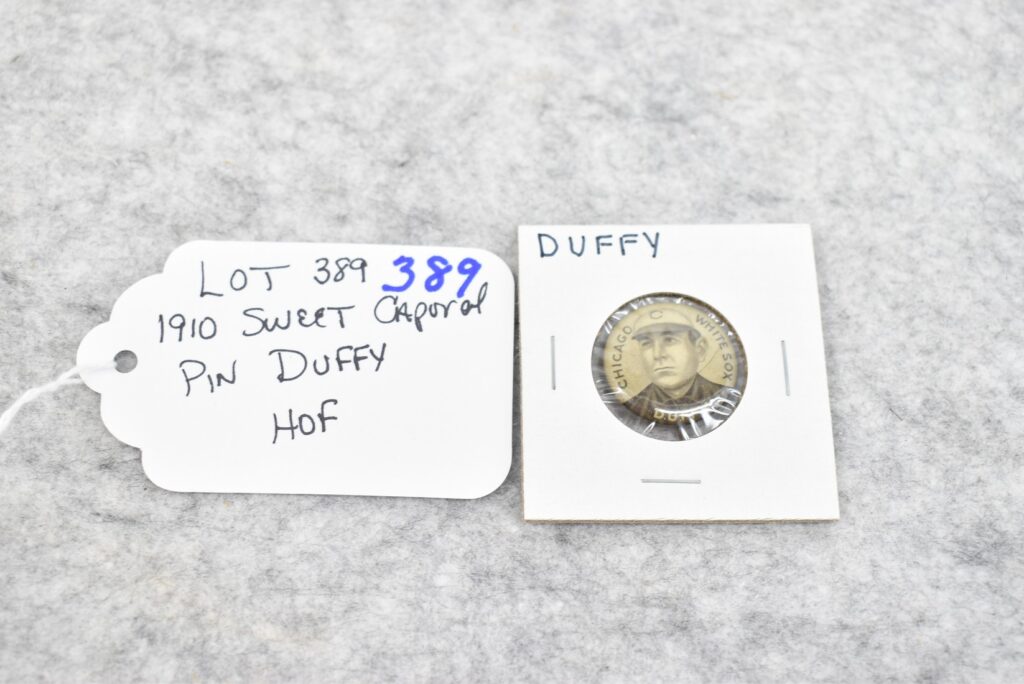 LOT 389 389
1910 SWEET Caporal
PIN DUFFY
HOF
DUFFY
CHICAGO C WHITE SOX